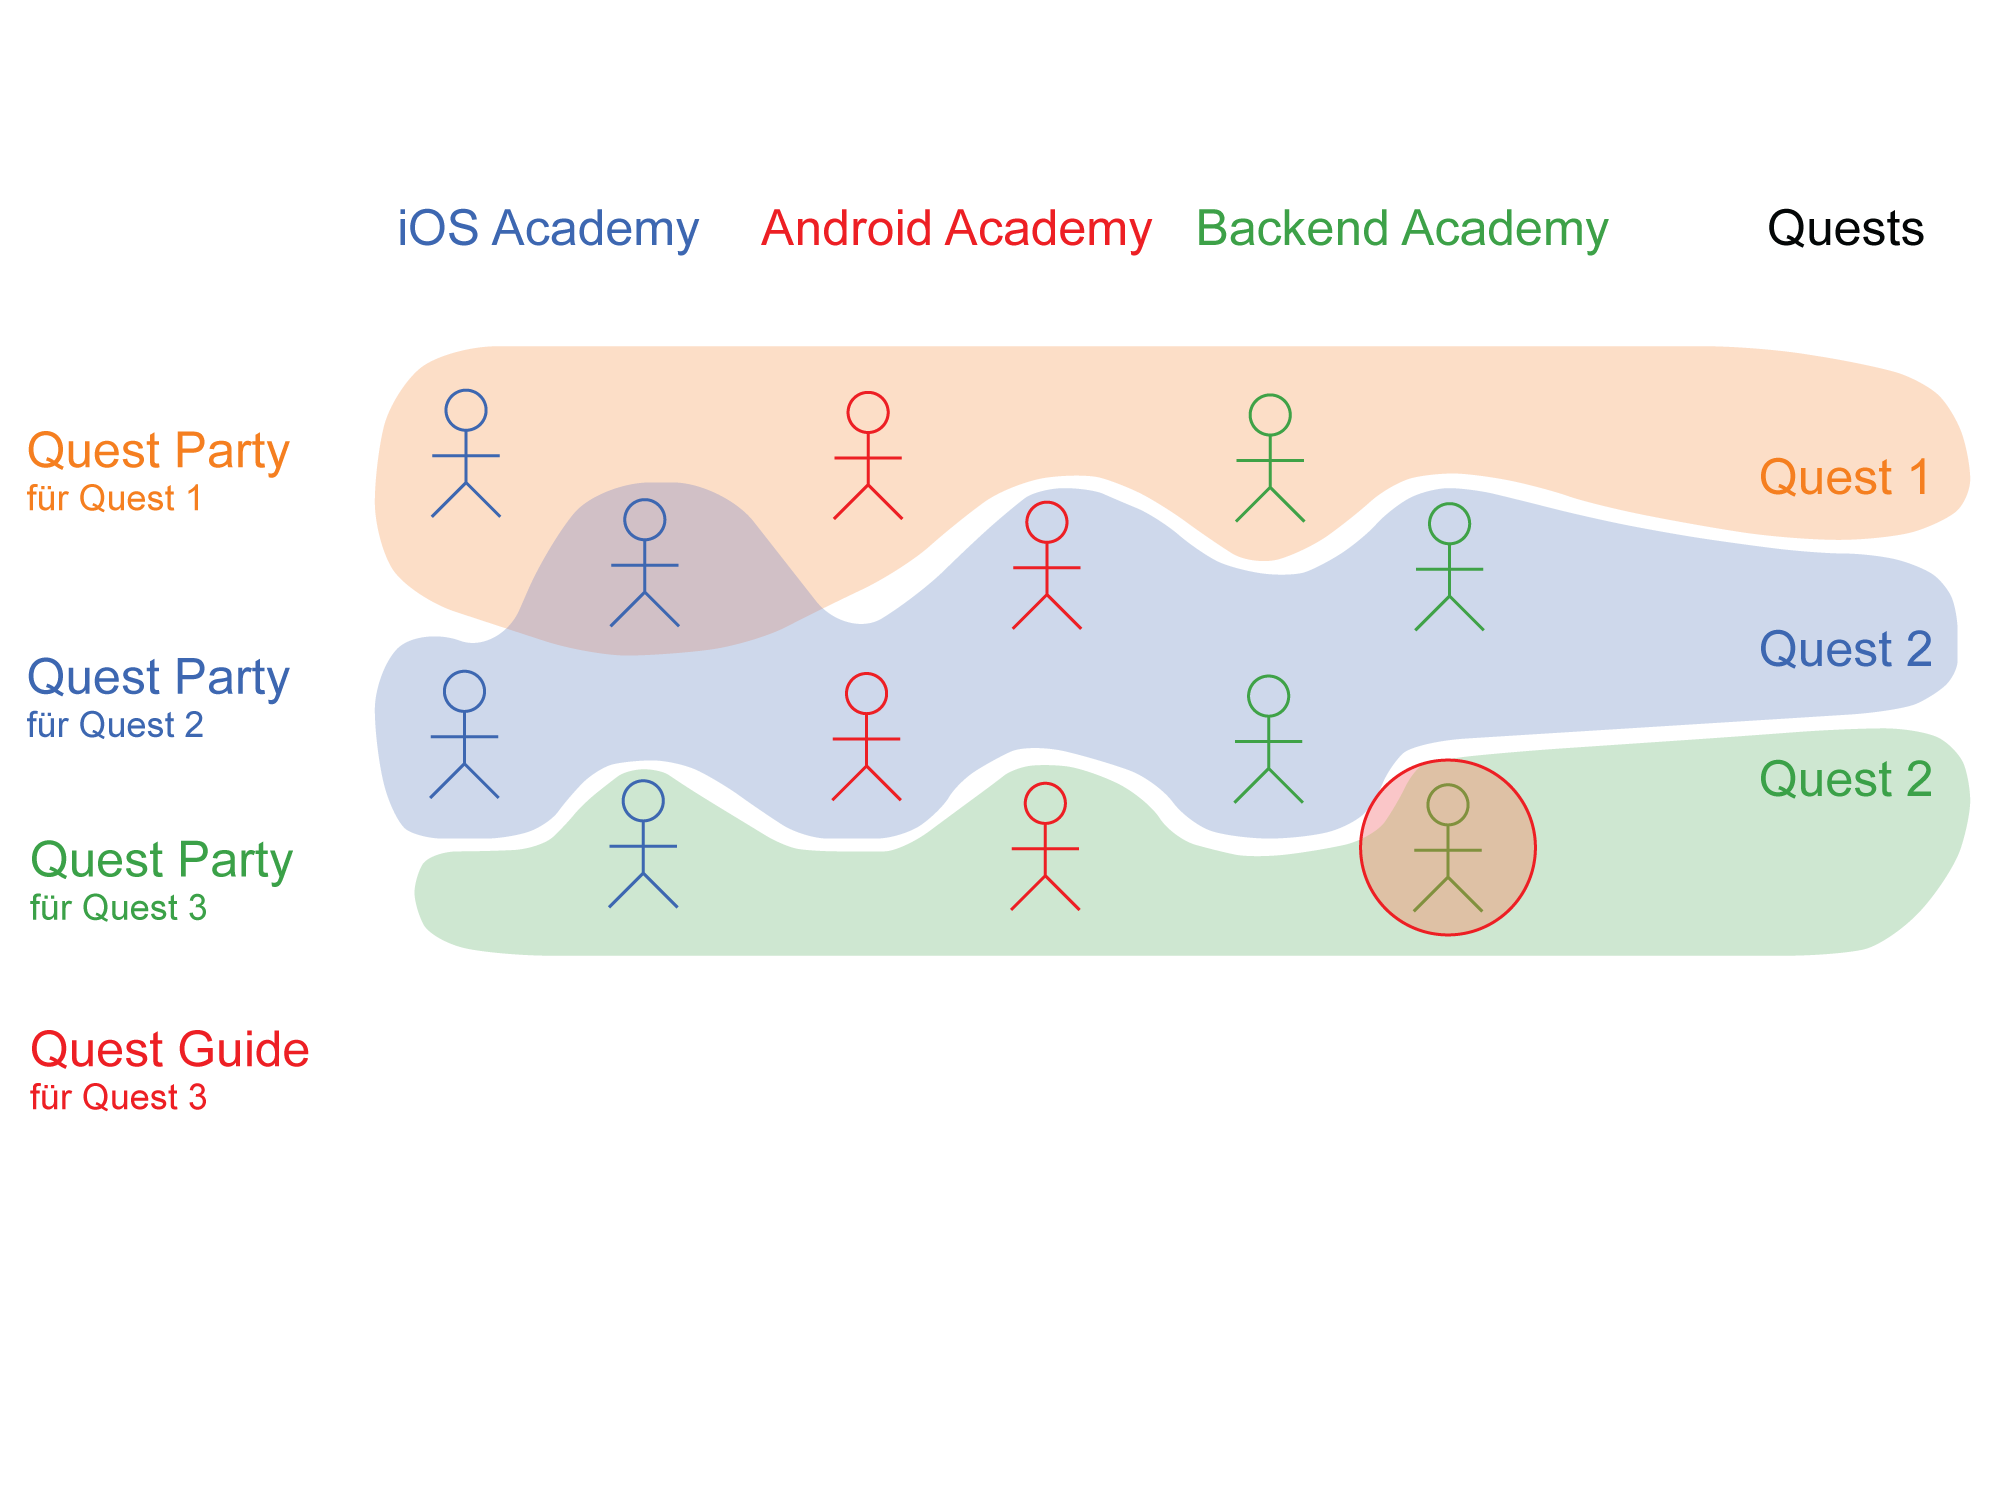 iOS Academy
Android Academy
Backend Academy
Quests
Quest Party
für Quest 1
Quest 1
Quest Party
für Quest 2
Quest 2
Quest Party
für Quest 3
Quest 2
Quest Guide
für Quest 3